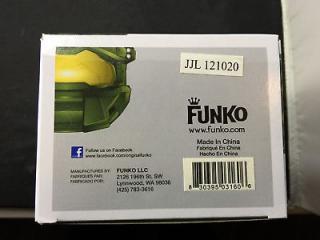 JJL 121020
FUNKO
www.funko.com
Made In China
Fabriqué En China
Hecho En China
Follow us on Facebook
www.facebook.com/originalfunko
MANUFACTURED BY:
FABRIQUÉ PAR:
FABRICADO POR:
FUNKO LLC
2126 196th St. SW
Lynnwood, WA 98036
(425) 783-3616
8 30395 03160 6